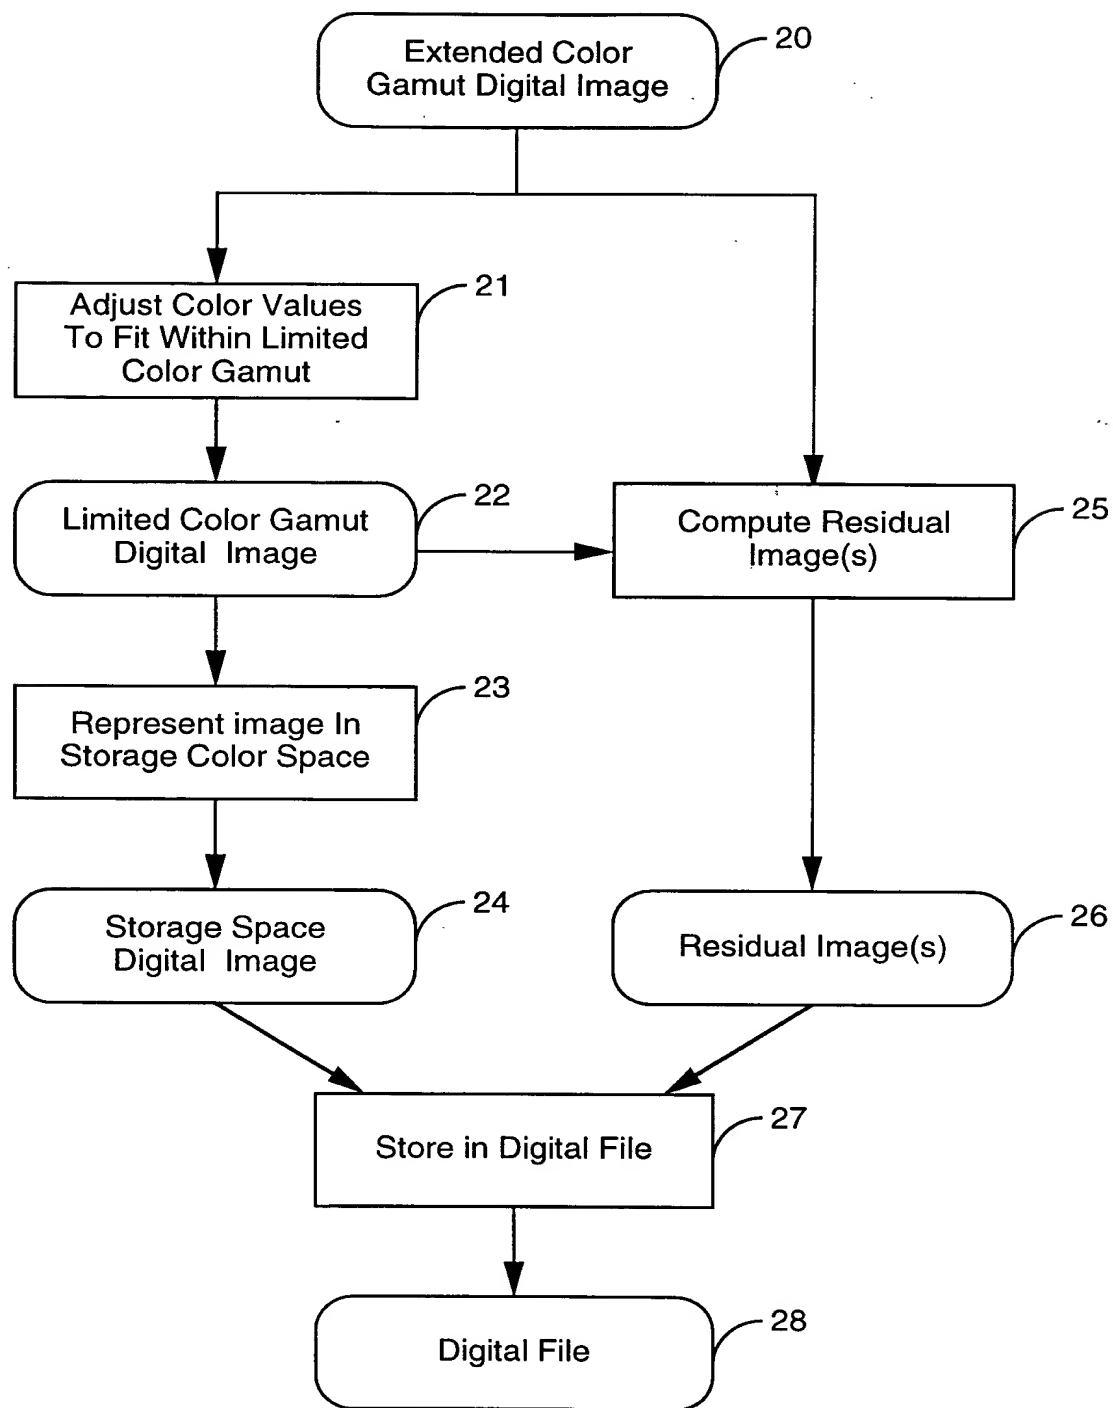 Extended Color
Gamut Digital Image
20
Adjust Color Values
To Fit Within Limited
Color Gamut
21
Limited Color Gamut
Digital Image
22
Compute Residual
Image(s)
25
Represent image In
Storage Color Space
23
Storage Space
Digital Image
24
Residual Image(s)
26
Store in Digital File
27
Digital File
28